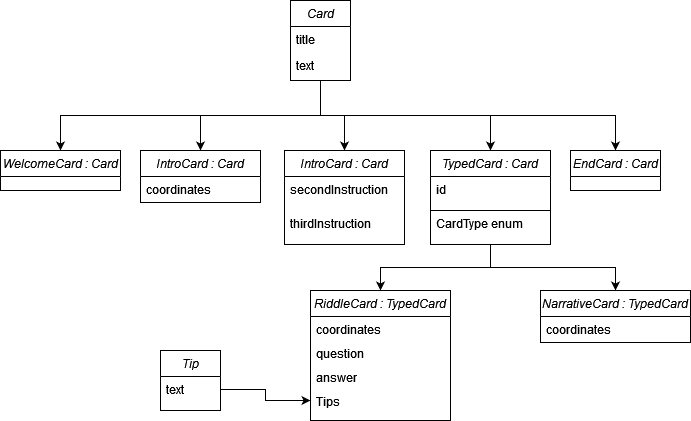 Card
title
text
WelcomeCard : Card
IntroCard : Card
coordinates
IntroCard : Card
secondInstruction
thirdInstruction
TypedCard : Card
id
CardType enum
EndCard : Card
RiddleCard : TypedCard
coordinates
question
answer
Tips
NarrativeCard : TypedCard
coordinates
Tip
text